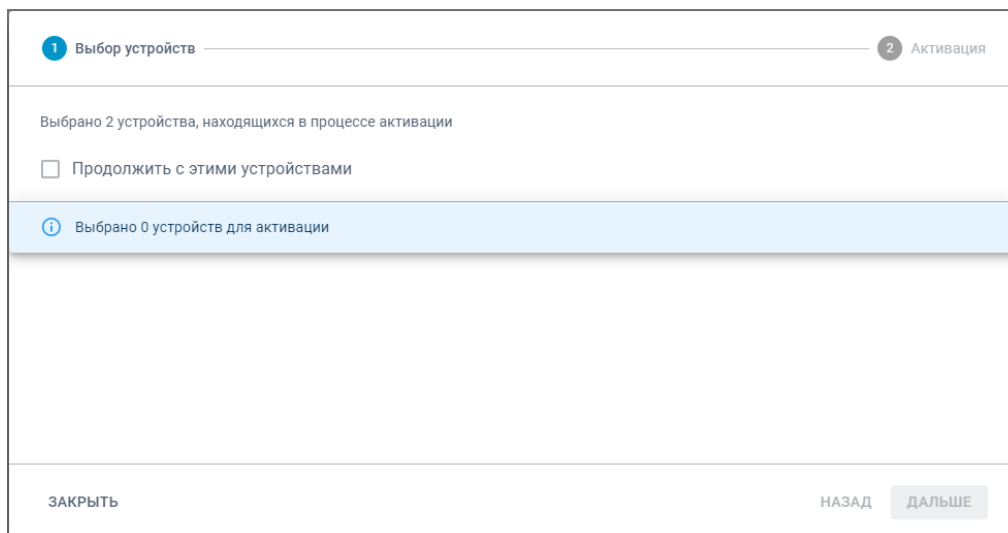 1 Выбор устройств 2 Активация
Выбрано 2 устройства, находящихся в процессе активации
Продолжить с этими устройствами
Выбрано 0 устройств для активации
ЗАКРЫТЬ НАЗАД ДАЛЬШЕ